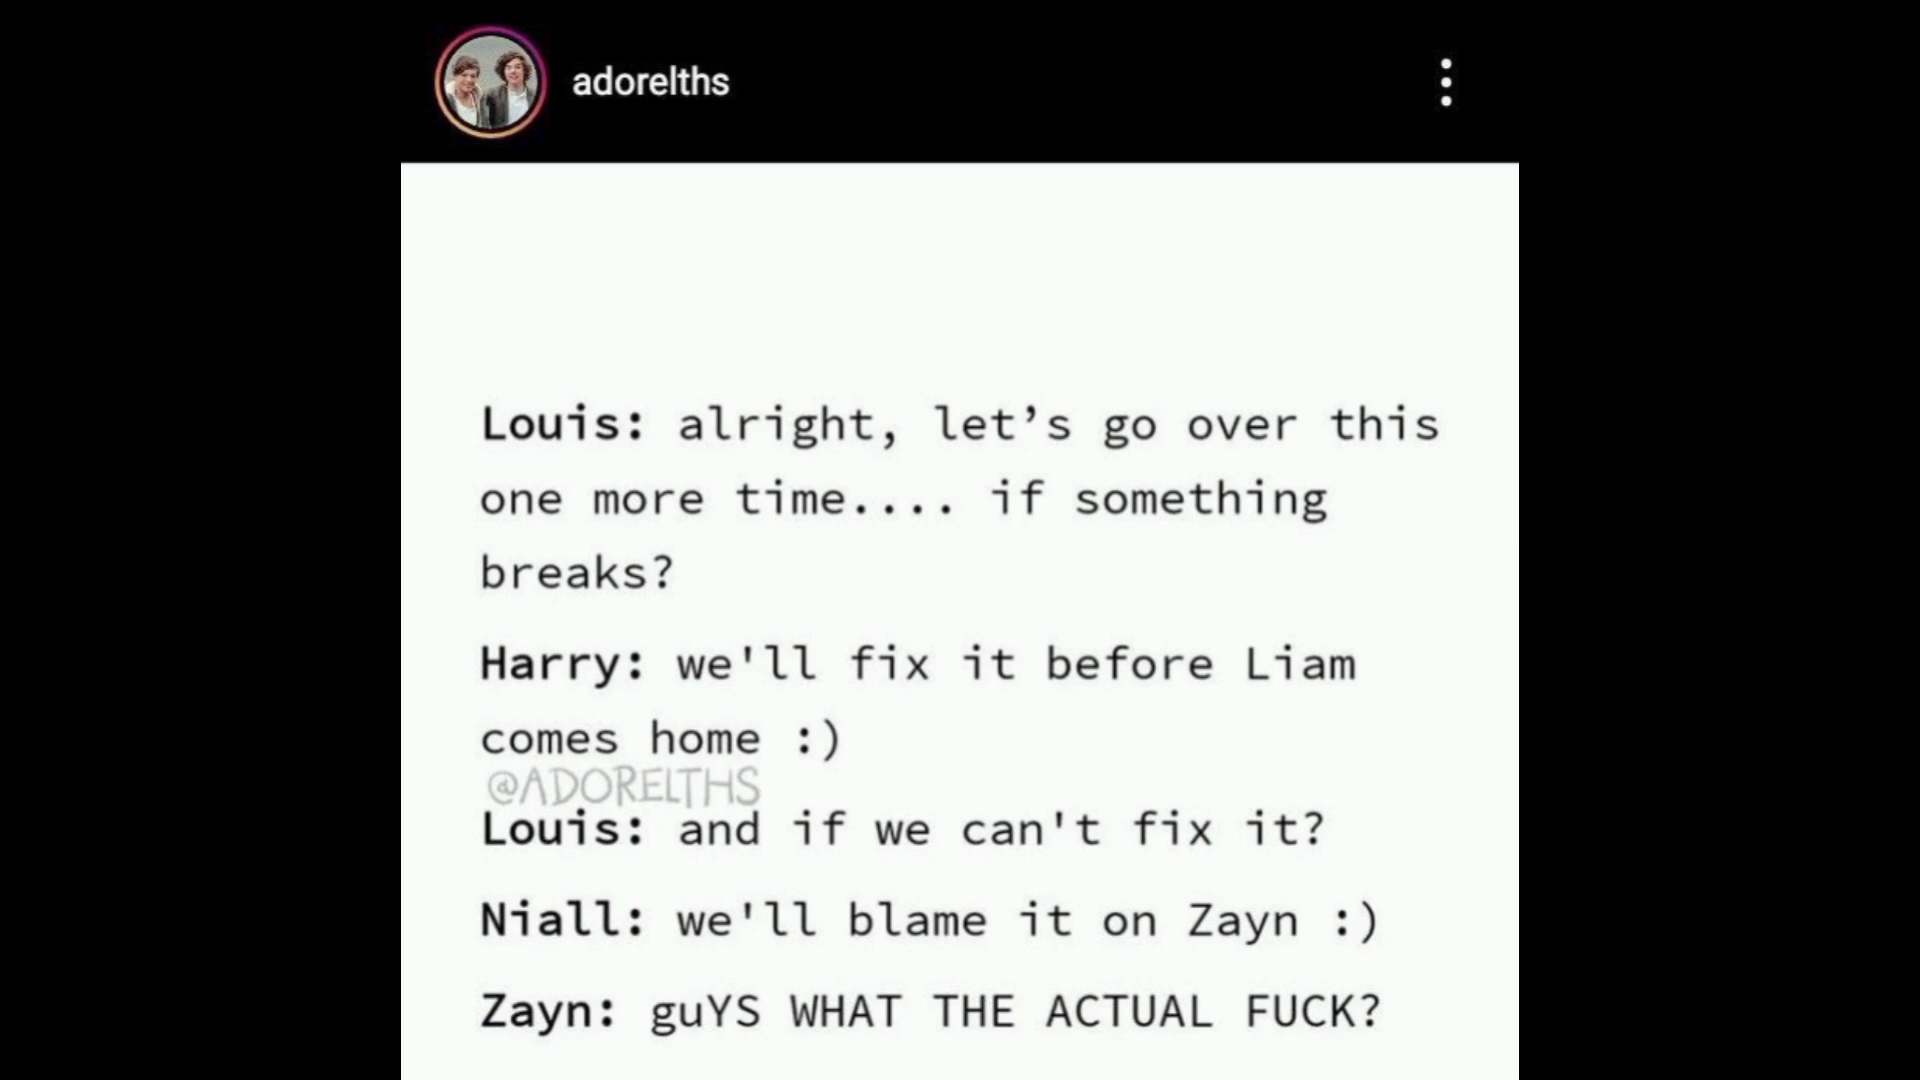 adorelths
Louis: alright, let’s go over this
one more time.... if something
breaks?
Harry: we'll fix it before Liam
comes home :)
@ADORELTHS
Louis: and if we can't fix it?
Niall: we'll blame it on Zayn :)
Zayn: guYS WHAT THE ACTUAL FUCK?